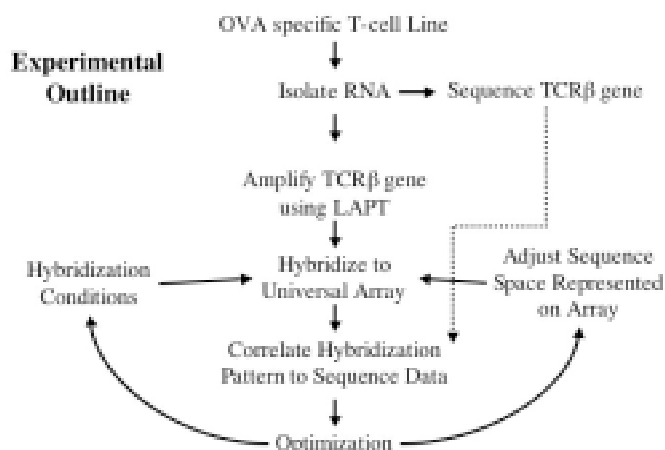 OVA specific T-cell Line
Experimental
Outline
Isolate RNA
Sequence TCRβ gene
Amplify TCRβ gene
using LAPT
Hybridization
Conditions
Hybridize to
Universal Array
Adjust Sequence
Space Represented
on Array
Correlate Hybridization
Pattern to Sequence Data
Optimization